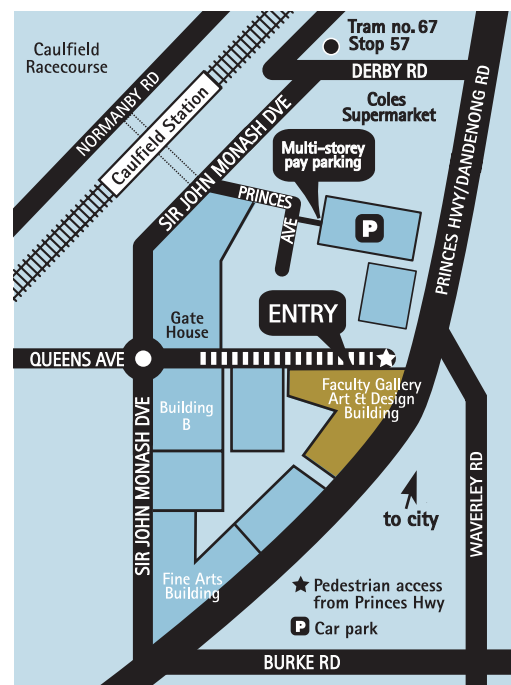 Tram no. 67
Stop 57
Caulfield
Racecourse
DERBY RD
NORMANBY RD
Caulfield Station
SIR JOHN MONASH DVE
Coles
Supermarket
PRINCES HWY/DANDENONG RD
Multi-storey
pay parking
PRINCES
AVE
P
ENTRY
Gate
House
QUEENS AVE
Faculty Gallery
Art & Design
Building
Building
B
SIR JOHN MONASH DVE
WAVERLEY RD
to city
Fine Arts
Building
Pedestrian access
from Princes Hwy
P Car park
BURKE RD